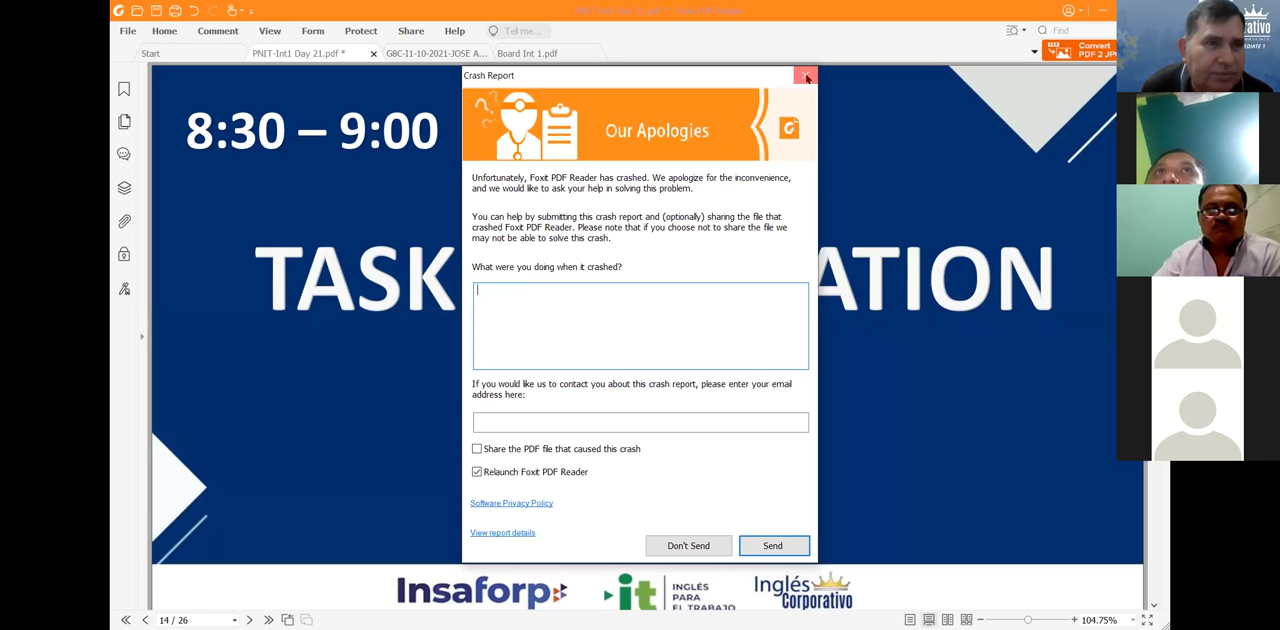 File Home Comment View Form Protect Share Help Tell me... Find
Start PNIT-Int1 Day 21.pdf * GBC-I1-10-2021-JOSE A... Board Int 1.pdf
Convert
PDF 2 JPG
8:30 – 9:00
TASK
ATION
Crash Report
Our Apologies
Unfortunately, Foxit PDF Reader has crashed. We apologize for the inconvenience,
and we would like to ask your help in solving this problem.
You can help by submitting this crash report and (optionally) sharing the file that
crashed Foxit PDF Reader. Please note that if you choose not to share the file we
may not be able to solve this crash.
What were you doing when it crashed?
If you would like us to contact you about this crash report, please enter your email
address here:
Share the PDF file that caused this crash
Relaunch Foxit PDF Reader
Software Privacy Policy
View report details
Don't Send Send
Insaforp
it
INGLÉS
PARA
EL TRABAJO
Inglés
Corporativo
14 / 26
104.75%